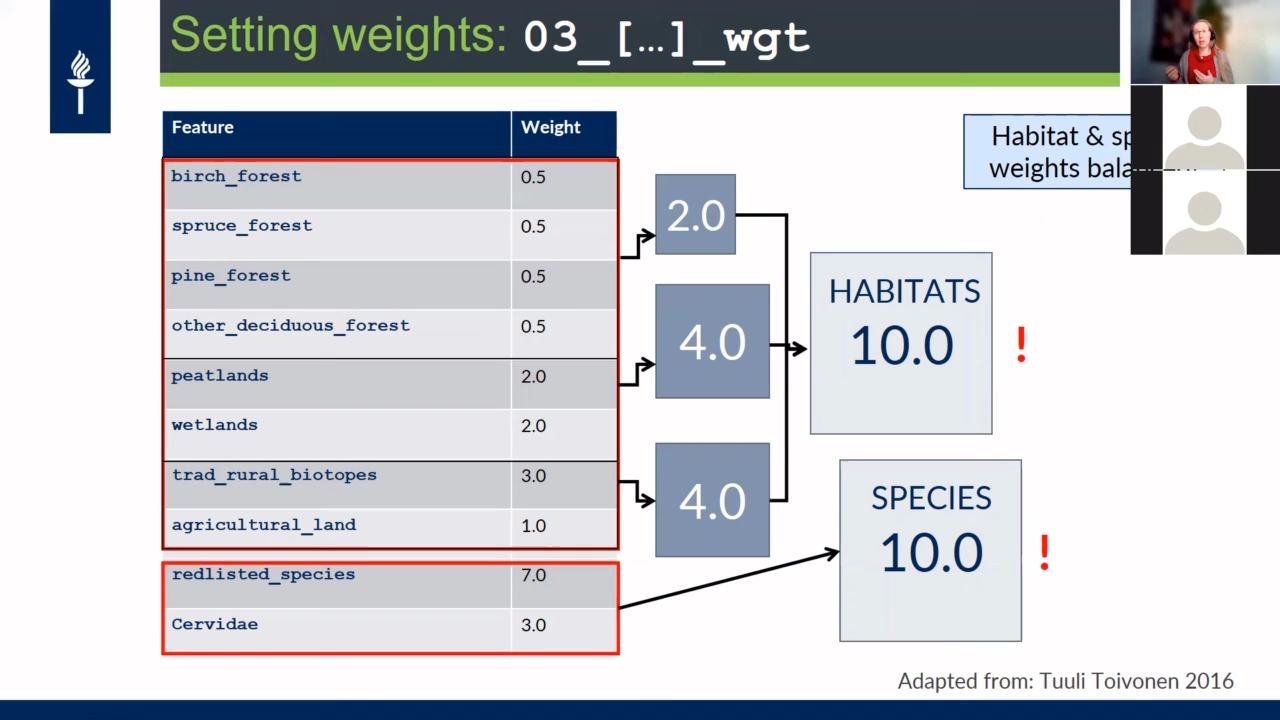 Setting weights: 03_[…]_wgt
Feature Weight
birch_forest 0.5
spruce_forest 0.5
pine_forest 0.5
other_deciduous_forest 0.5
peatlands 2.0
wetlands 2.0
trad_rural_biotopes 3.0
agricultural_land 1.0
redlisted_species 7.0
Cervidae 3.0
2.0
4.0
4.0
Habitat &
weights
HABITATS
10.0
!
SPECIES
10.0
!
Adapted from: Tuuli Toivonen 2016